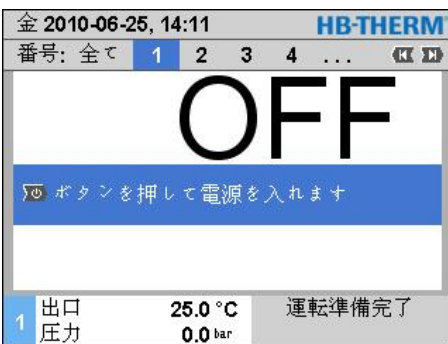 金 2010-06-25, 14:11 HB-THERM
番号: 全て 1 2 3 4 ...
OFF
ボタンを押して電源を入れます
1 出口 25.0 °C 運転準備完了
圧力 0.0 bar